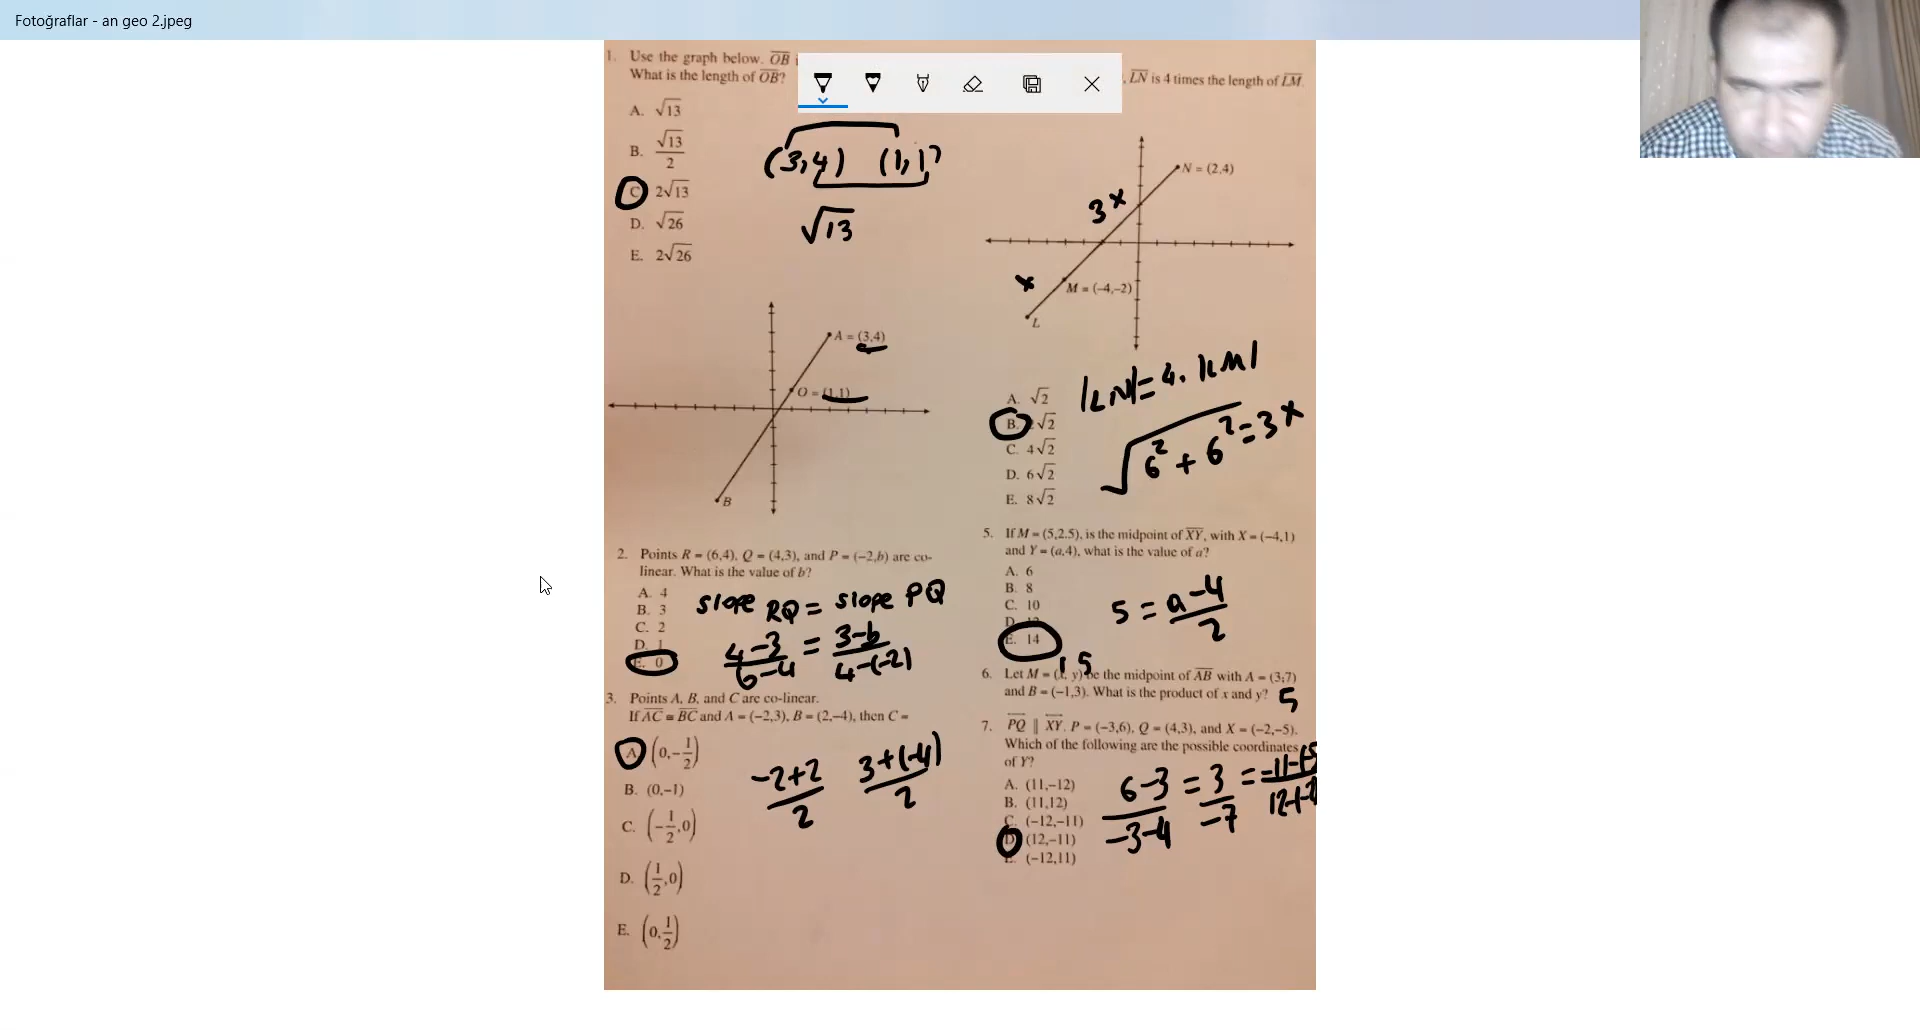 Fotoğraflar - an geo 2.jpeg
1. Use the graph below. OB
What is the length of OB?
A. √13
B. √13/2
C. 2√13
D. √26
E. 2√26
(3,4) (1,1)
√13
A = (3,4)
O = (1,1)
B
2. Points R = (6,4), Q = (4,3), and P = (−2,b) are co-
linear. What is the value of b?
A. 4
B. 3
C. 2
D. 1
E. 0
slope RQ = slope PQ
4-3/6-4 = 3-b/4-(-2)
3. Points A, B, and C are co-linear.
If AC ≅ BC and A = (−2,3), B = (2,−4), then C =
A. (0,−1/2)
B. (0,−1)
C. (−1/2,0)
D. (1/2,0)
E. (0,1/2)
-2+2/2 3+(-4)/2
, LN is 4 times the length of LM.
N = (2,4)
3x
x
M = (−4,−2)
L
|LN|=4.|LM|
A. √2
B. √2
C. 4√2
D. 6√2
E. 8√2
√6²+6² = 3x
5. If M = (5,2.5), is the midpoint of XY, with X = (−4,1)
and Y = (a,4), what is the value of a?
A. 6
B. 8
C. 10
D.
E. 14
5 = a-4/2
1 5
6. Let M = (x, y) be the midpoint of AB with A = (3,7)
and B = (−1,3). What is the product of x and y? 5
7. PQ || XY. P = (−3,6), Q = (4,3), and X = (−2,−5).
Which of the following are the possible coordinates
of Y?
A. (11,−12)
B. (11,12)
C. (−12,−11)
D. (12,−11)
E. (−12,11)
6-3/-3-4 = 3/-7 =